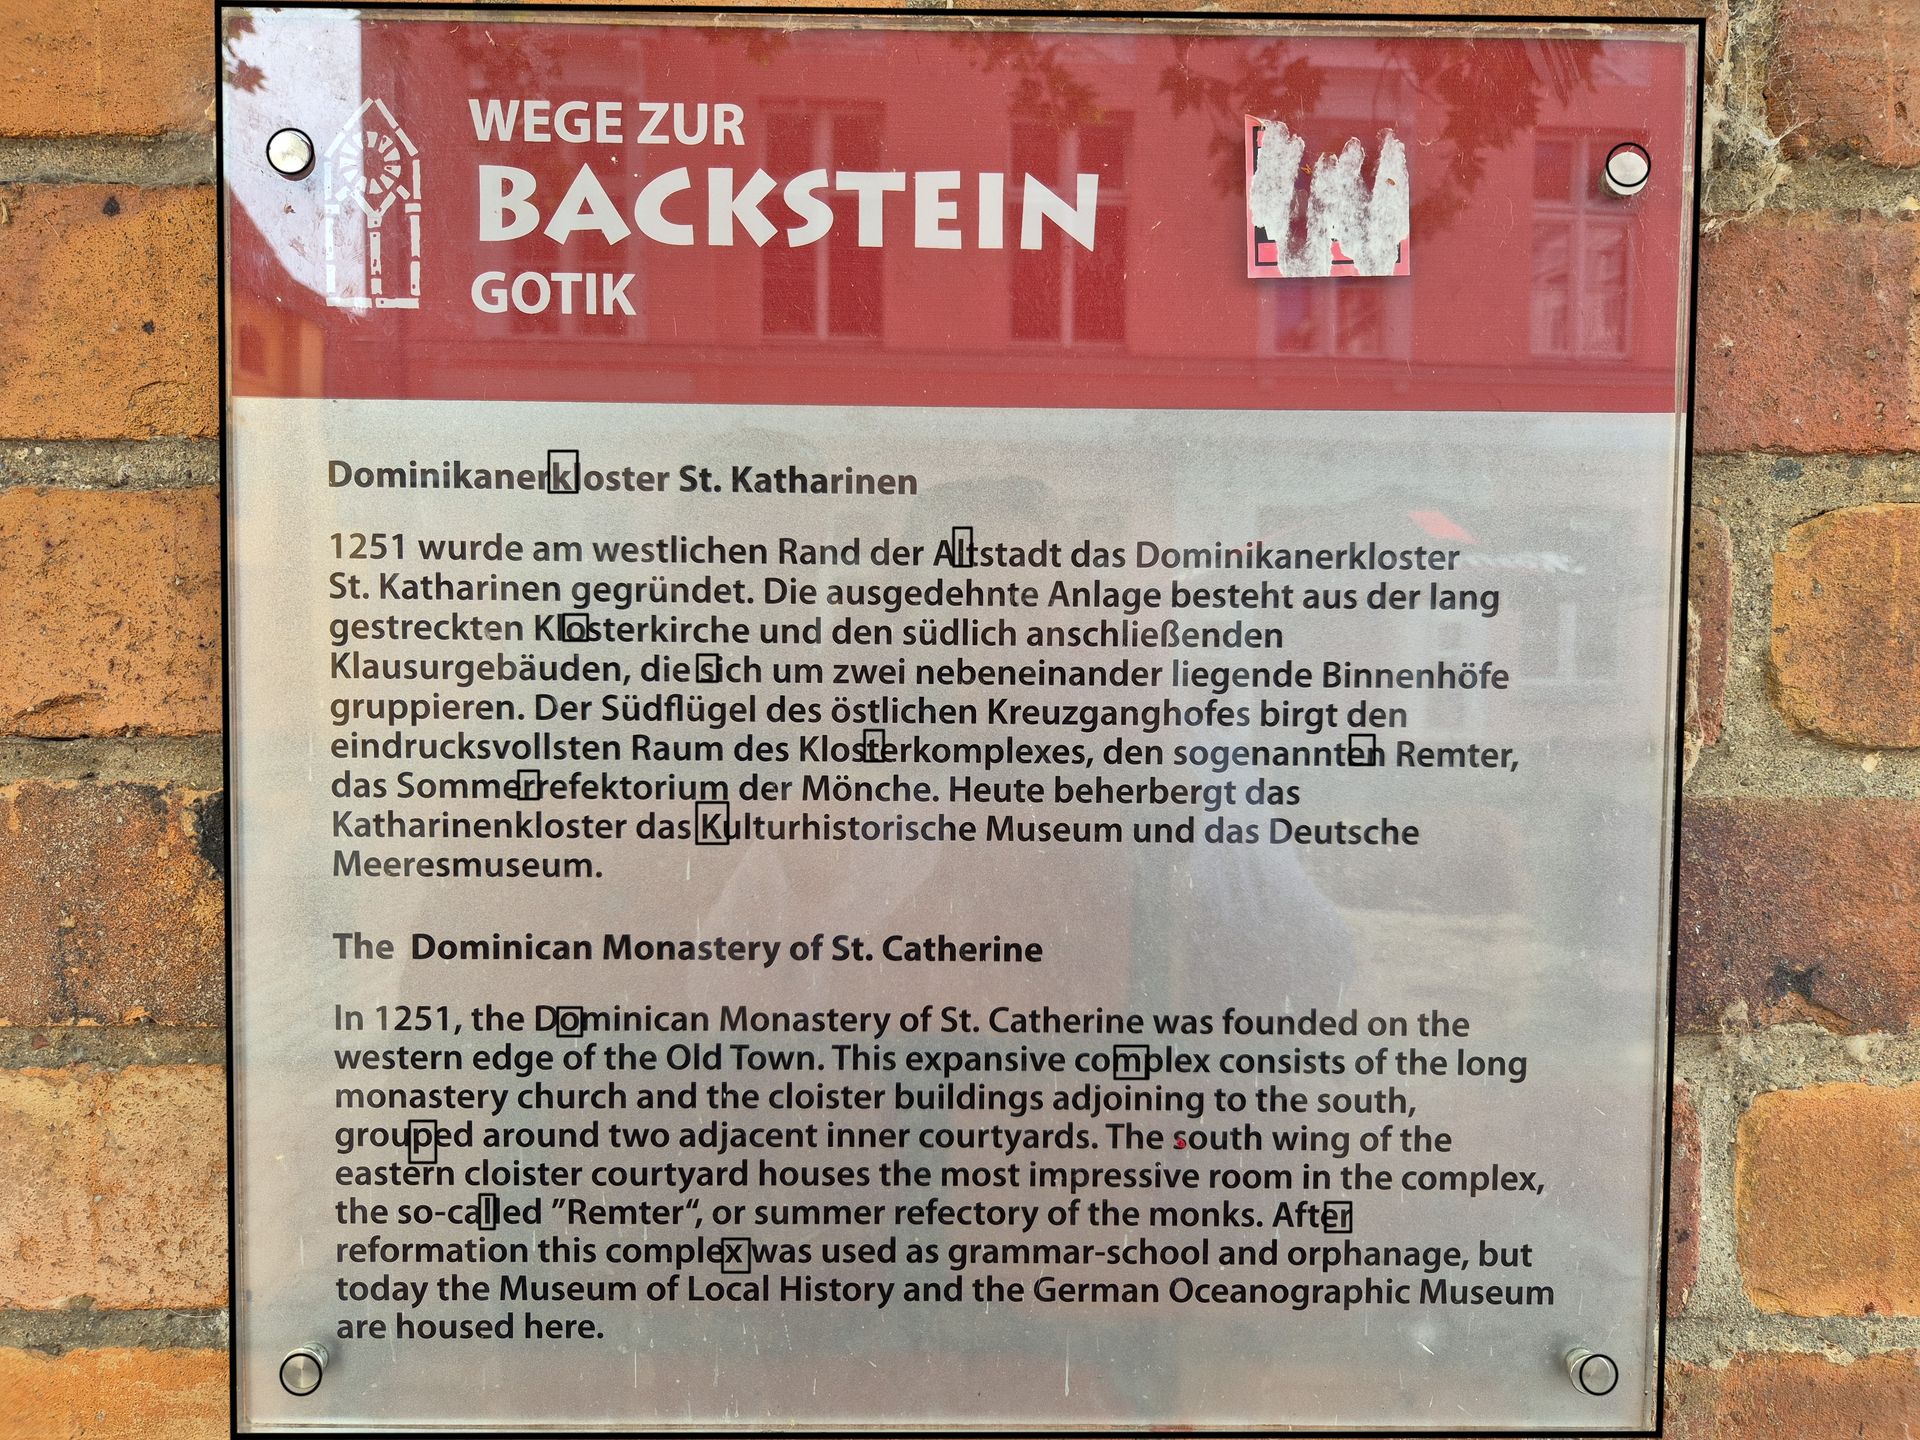 WEGE ZUR
BACKSTEIN
GOTIK
Dominikanerkloster St. Katharinen
1251 wurde am westlichen Rand der Altstadt das Dominikanerkloster
St. Katharinen gegründet. Die ausgedehnte Anlage besteht aus der lang
gestreckten Klosterkirche und den südlich anschließenden
Klausurgebäuden, die sich um zwei nebeneinander liegende Binnenhöfe
gruppieren. Der Südflügel des östlichen Kreuzganghofes birgt den
eindrucksvollsten Raum des Klosterkomplexes, den sogenannten Remter,
das Sommerrefektorium der Mönche. Heute beherbergt das
Katharinenkloster das Kulturhistorische Museum und das Deutsche
Meeresmuseum.
The Dominican Monastery of St. Catherine
In 1251, the Dominican Monastery of St. Catherine was founded on the
western edge of the Old Town. This expansive complex consists of the long
monastery church and the cloister buildings adjoining to the south,
grouped around two adjacent inner courtyards. The south wing of the
eastern cloister courtyard houses the most impressive room in the complex,
the so-called ”Remter“, or summer refectory of the monks. After
reformation this complex was used as grammar-school and orphanage, but
today the Museum of Local History and the German Oceanographic Museum
are housed here.